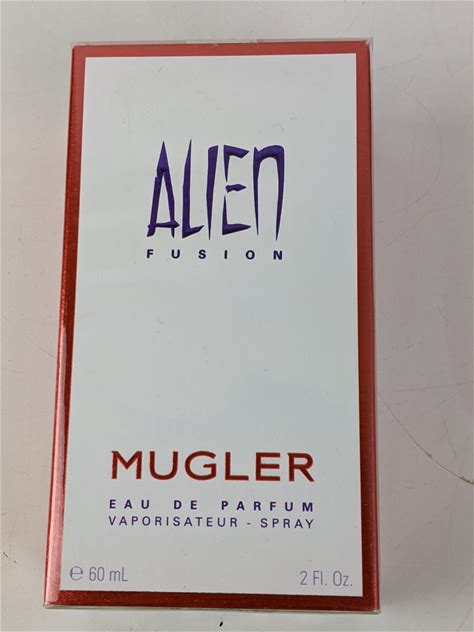 ALIEN
FUSION
MUGLER
EAU DE PARFUM
VAPORISATEUR - SPRAY
℮ 60 mL 2 Fl. Oz.